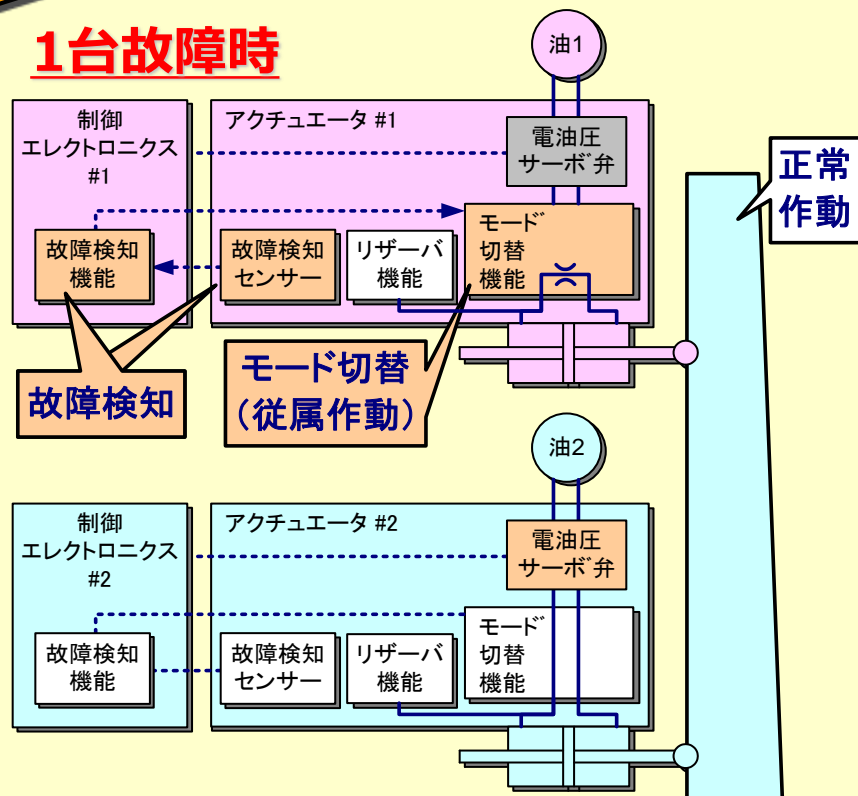 1台故障時
油1
制御
エレクトロニクス
#1
アクチュエータ #1
電油圧
サーボ弁
正常
作動
故障検知
機能
故障検知
センサー
リザーバ
機能
モード
切替
機能
故障検知
モード切替
(従属作動)
油2
制御
エレクトロニクス
#2
アクチュエータ #2
電油圧
サーボ弁
故障検知
機能
故障検知
センサー
リザーバ
機能
モード
切替
機能